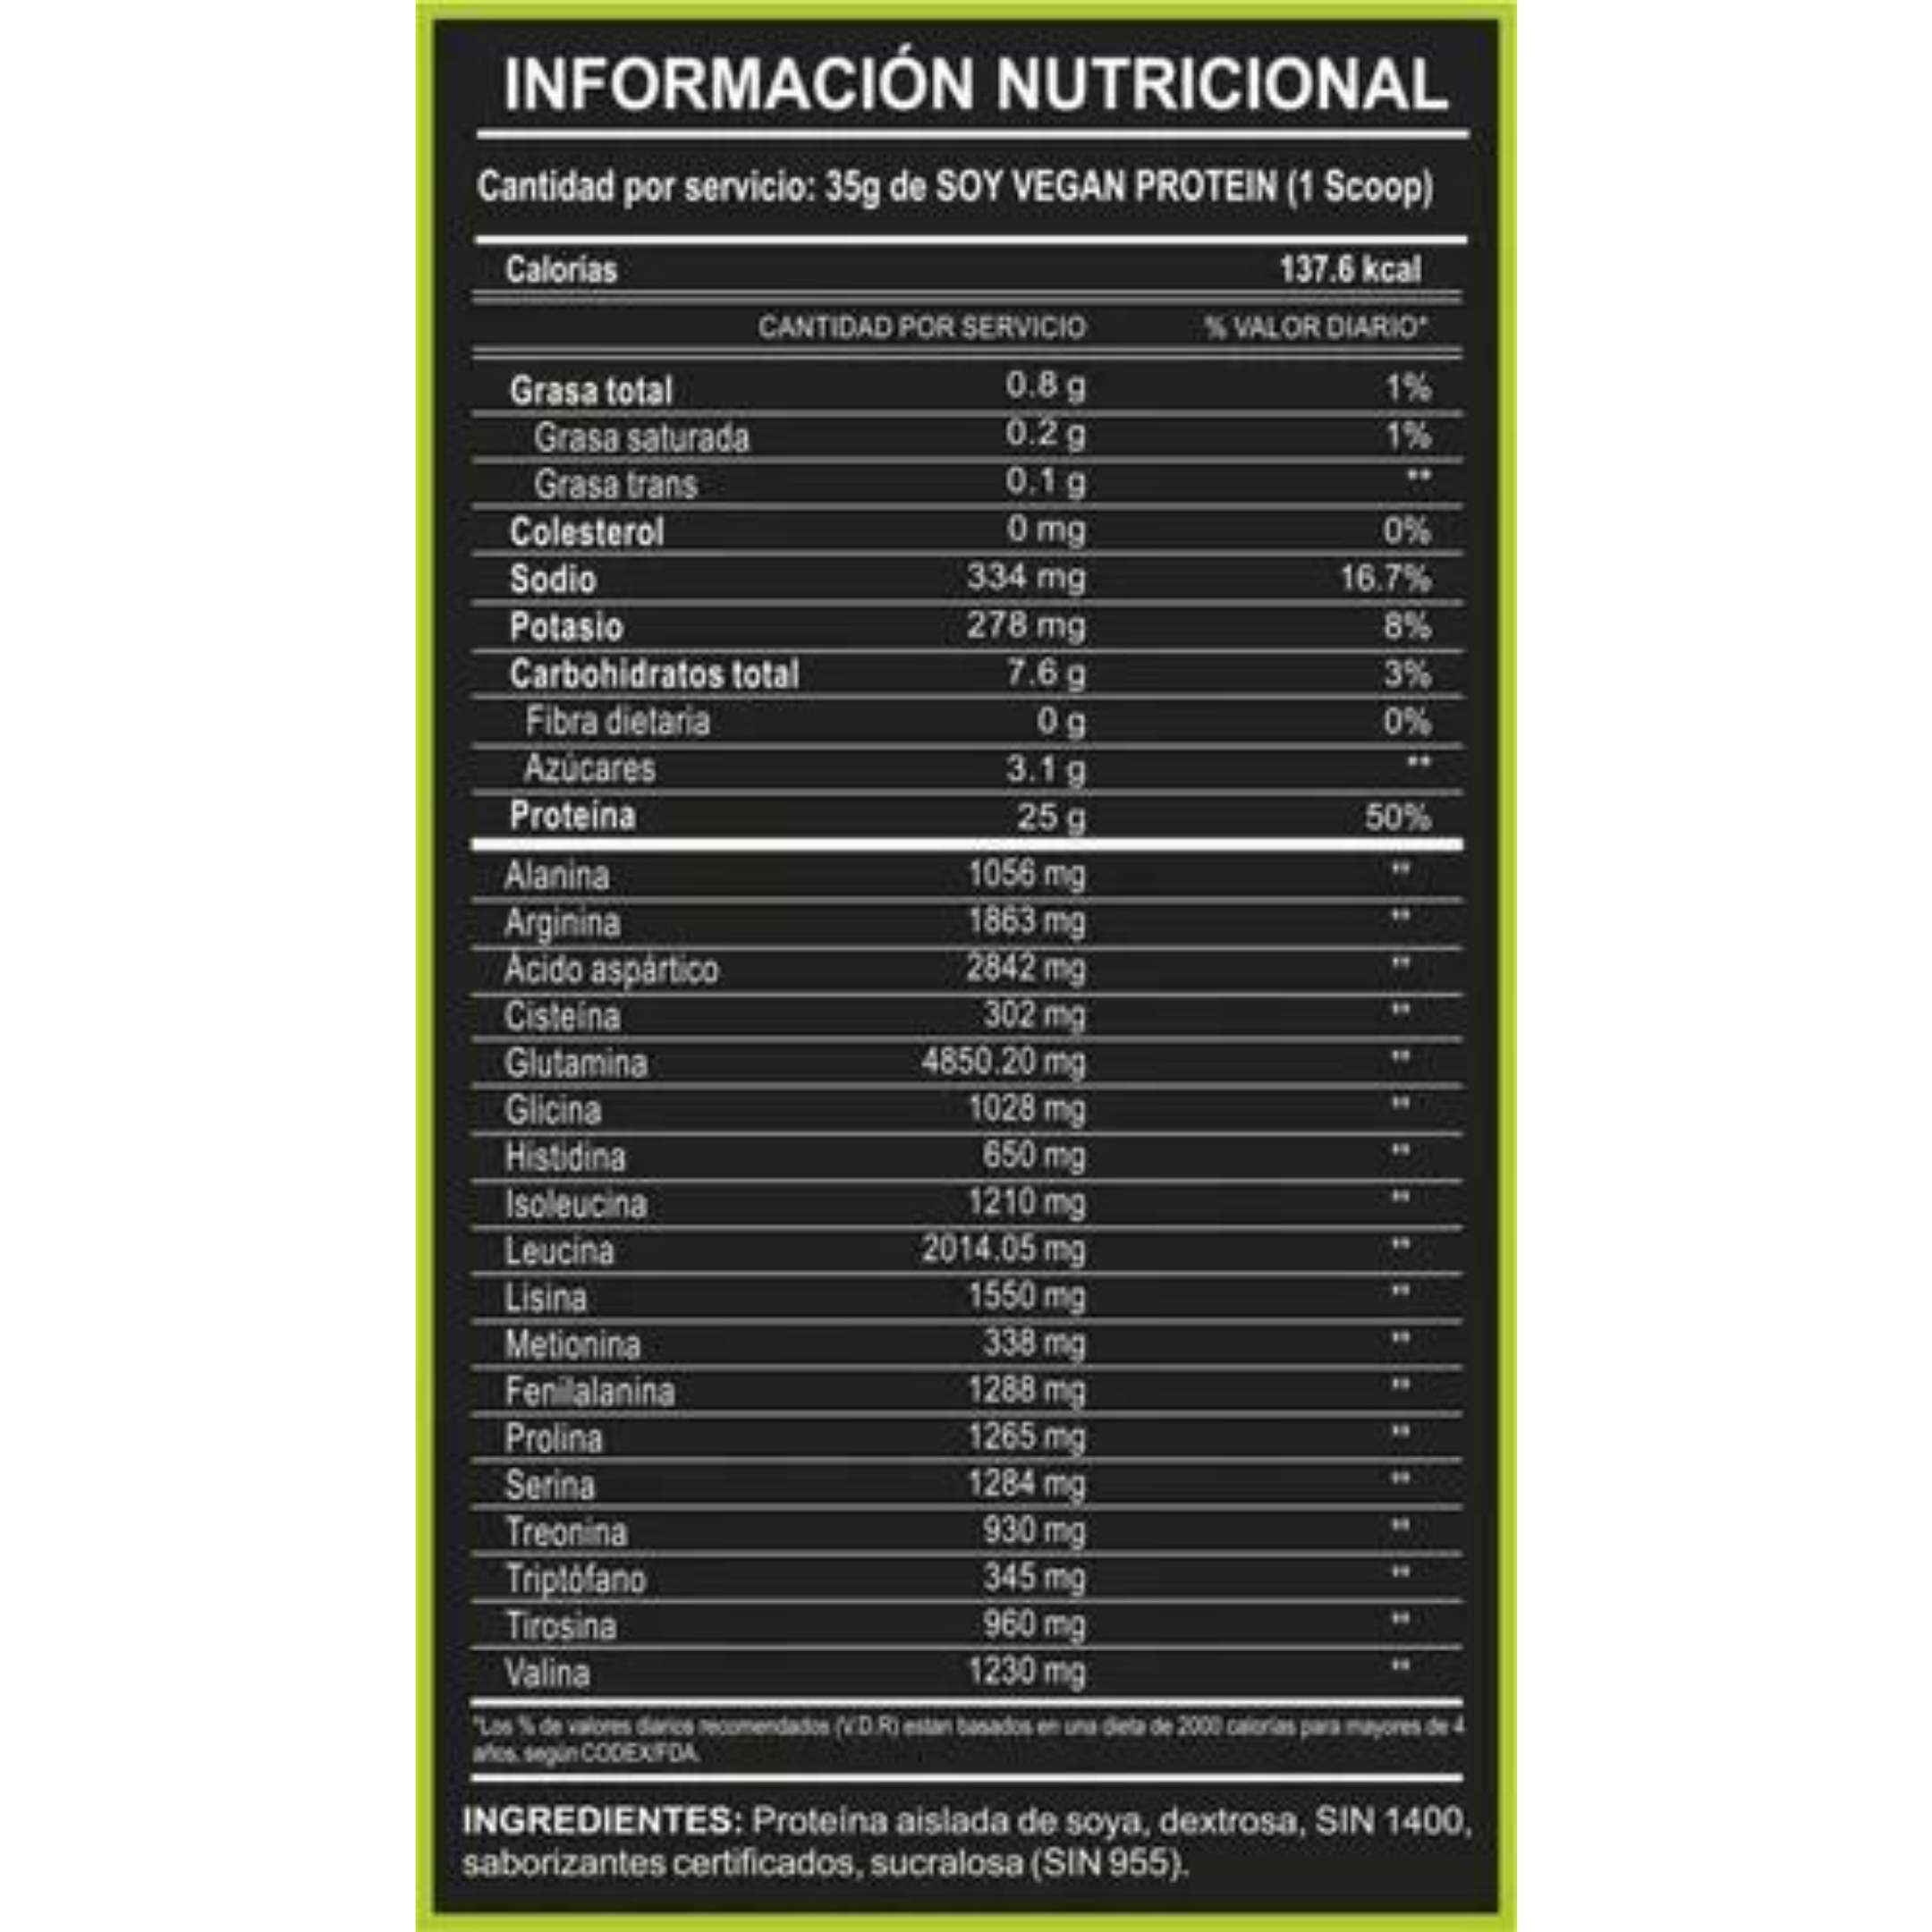 INFORMACIÓN NUTRICIONAL
Cantidad por servicio: 35g de SOY VEGAN PROTEIN (1 Scoop)
Calorías 137.6 kcal
CANTIDAD POR SERVICIO % VALOR DIARIO*
Grasa total 0.8 g 1%
Grasa saturada 0.2 g 1%
Grasa trans 0.1 g **
Colesterol 0 mg 0%
Sodio 334 mg 16.7%
Potasio 278 mg 8%
Carbohidratos total 7.6 g 3%
Fibra dietaria 0 g 0%
Azúcares 3.1 g **
Proteína 25 g 50%
Alanina 1056 mg **
Arginina 1863 mg **
Ácido aspártico 2842 mg **
Cisteína 302 mg **
Glutamina 4850.20 mg **
Glicina 1028 mg **
Histidina 650 mg **
Isoleucina 1210 mg **
Leucina 2014.05 mg **
Lisina 1550 mg **
Metionina 338 mg **
Fenilalanina 1288 mg **
Prolina 1265 mg **
Serina 1284 mg **
Treonina 930 mg **
Triptófano 345 mg **
Tirosina 960 mg **
Valina 1230 mg **
*Los % de valores diarios recomendados (V.D.R) están basados en una dieta de 2000 calorías para mayores de 4
años, según CODEX/FDA.
INGREDIENTES: Proteína aislada de soya, dextrosa, SIN 1400,
saborizantes certificados, sucralosa (SIN 955).